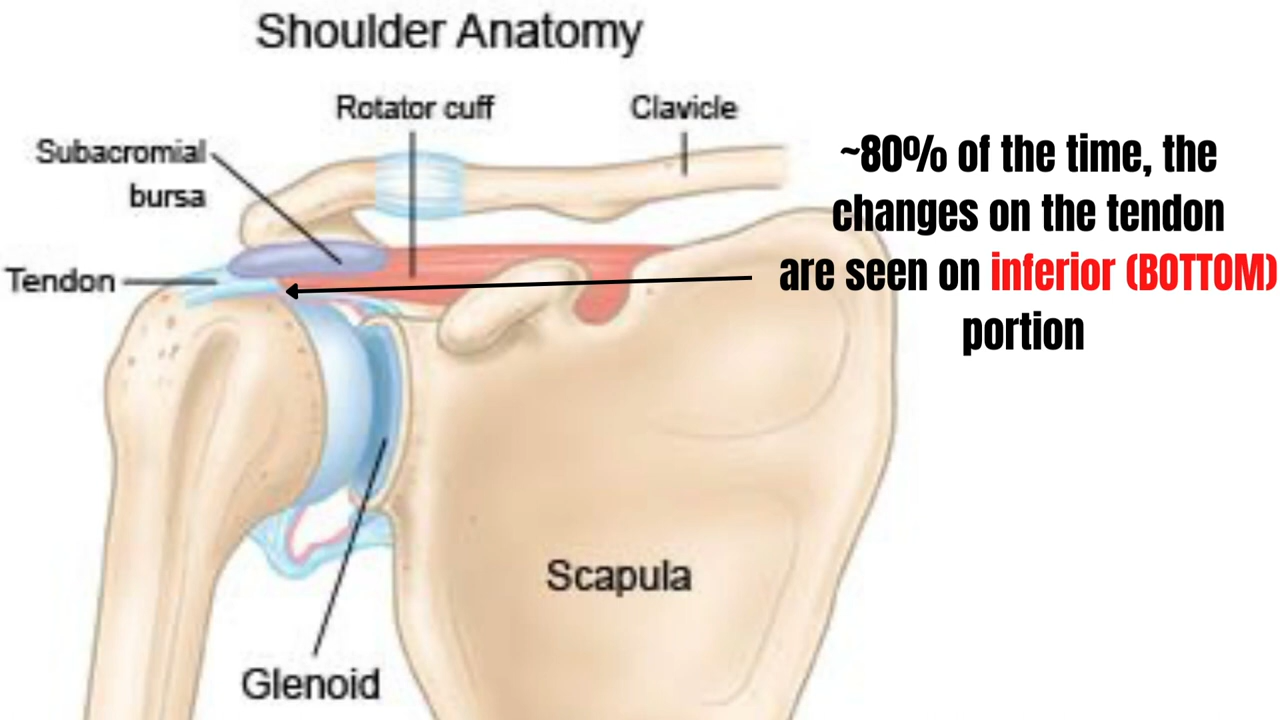 Shoulder Anatomy
Rotator cuff
Clavicle
Subacromial
bursa
Tendon
~80% of the time, the
changes on the tendon
are seen on inferior (BOTTOM)
portion
Scapula
Glenoid